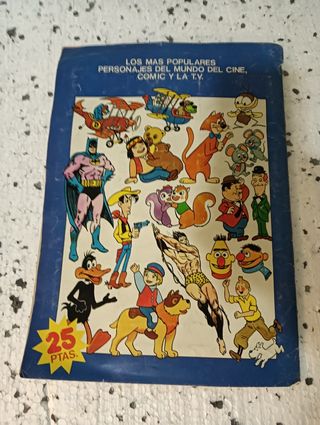 LOS MAS POPULARES
PERSONAJES DEL MUNDO DEL CINE,
COMIC Y LA T.V.
25
PTAS.